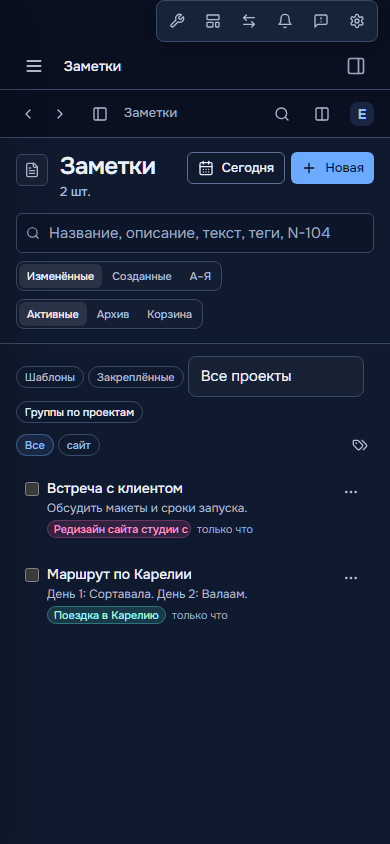 Заметки
Заметки
E
Заметки
2 шт.
Сегодня
Новая
Название, описание, текст, теги, N-104
Изменённые Созданные А–Я
Активные Архив Корзина
Шаблоны Закреплённые Все проекты
Группы по проектам
Все сайт
Встреча с клиентом
Обсудить макеты и сроки запуска.
Редизайн сайта студии с только что
Маршрут по Карелии
День 1: Сортавала. День 2: Валаам.
Поездка в Карелию только что